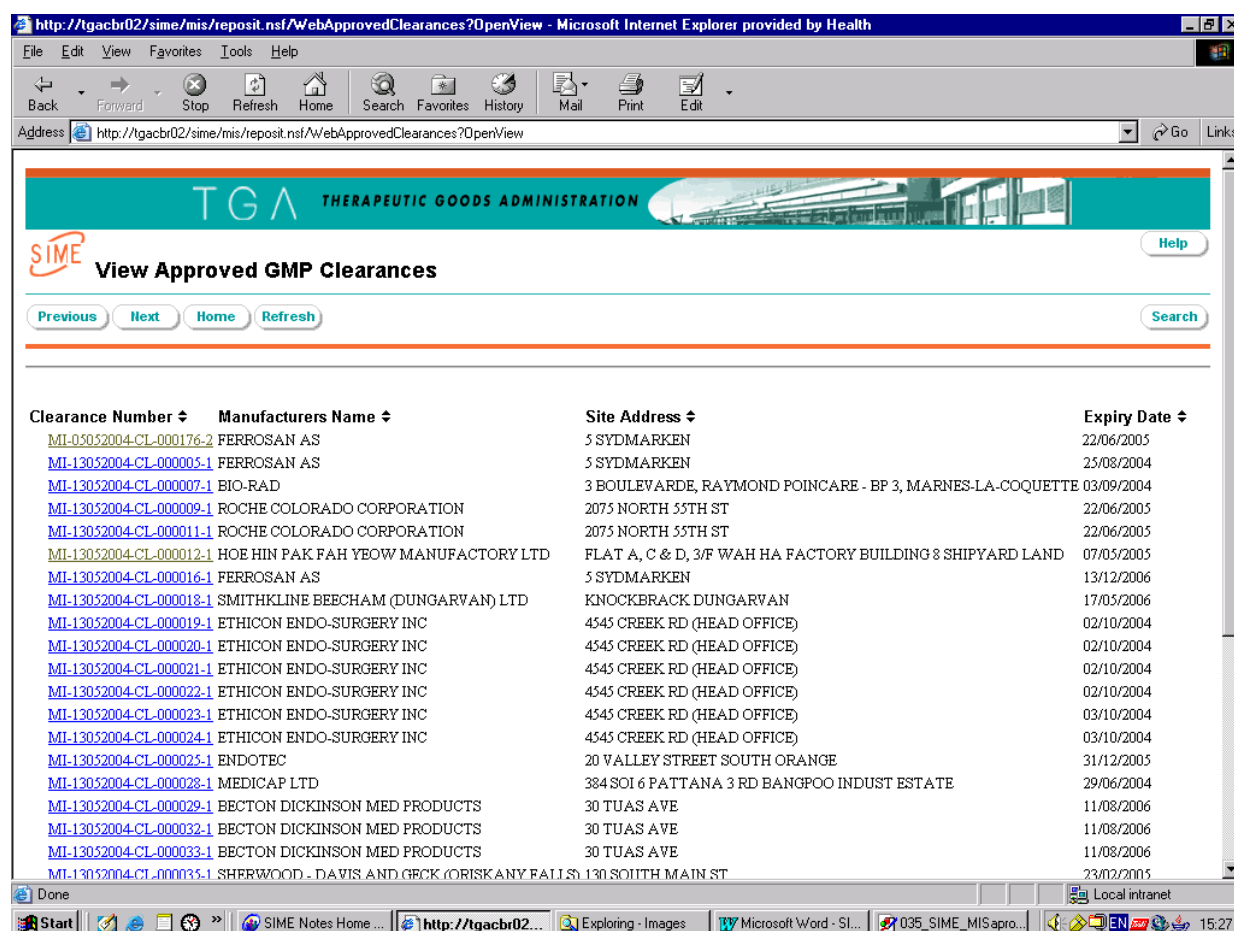 http://tgacbr02/sime/mis/reposit.nsf/WebApprovedClearances?OpenView - Microsoft Internet Explorer provided by Health
File Edit View Favorites Tools Help
Back Forward Stop Refresh Home Search Favorites History Mail Print Edit
Address http://tgacbr02/sime/mis/reposit.nsf/WebApprovedClearances?OpenView Go Links
TGA THERAPEUTIC GOODS ADMINISTRATION
SIME View Approved GMP Clearances Help
Previous Next Home Refresh Search
Clearance Number Manufacturers Name Site Address Expiry Date
MI-05052004-CL-000176-2 FERROSAN AS 5 SYDMARKEN 22/06/2005
MI-13052004-CL-000005-1 FERROSAN AS 5 SYDMARKEN 25/08/2004
MI-13052004-CL-000007-1 BIO-RAD 3 BOULEVARDE, RAYMOND POINCARE - BP 3, MARNES-LA-COQUETTE 03/09/2004
MI-13052004-CL-000009-1 ROCHE COLORADO CORPORATION 2075 NORTH 55TH ST 22/06/2005
MI-13052004-CL-000011-1 ROCHE COLORADO CORPORATION 2075 NORTH 55TH ST 22/06/2005
MI-13052004-CL-000012-1 HOE HIN PAK FAH YEOW MANUFACTORY LTD FLAT A, C & D, 3/F WAH HA FACTORY BUILDING 8 SHIPYARD LAND 07/05/2005
MI-13052004-CL-000016-1 FERROSAN AS 5 SYDMARKEN 13/12/2006
MI-13052004-CL-000018-1 SMITHKLINE BEECHAM (DUNGARVAN) LTD KNOCKBRACK DUNGARVAN 17/05/2006
MI-13052004-CL-000019-1 ETHICON ENDO-SURGERY INC 4545 CREEK RD (HEAD OFFICE) 02/10/2004
MI-13052004-CL-000020-1 ETHICON ENDO-SURGERY INC 4545 CREEK RD (HEAD OFFICE) 02/10/2004
MI-13052004-CL-000021-1 ETHICON ENDO-SURGERY INC 4545 CREEK RD (HEAD OFFICE) 02/10/2004
MI-13052004-CL-000022-1 ETHICON ENDO-SURGERY INC 4545 CREEK RD (HEAD OFFICE) 02/10/2004
MI-13052004-CL-000023-1 ETHICON ENDO-SURGERY INC 4545 CREEK RD (HEAD OFFICE) 03/10/2004
MI-13052004-CL-000024-1 ETHICON ENDO-SURGERY INC 4545 CREEK RD (HEAD OFFICE) 03/10/2004
MI-13052004-CL-000025-1 ENDOTEC 20 VALLEY STREET SOUTH ORANGE 31/12/2005
MI-13052004-CL-000028-1 MEDICAP LTD 384 SOI 6 PATTANA 3 RD BANGPOO INDUST ESTATE 29/06/2004
MI-13052004-CL-000029-1 BECTON DICKINSON MED PRODUCTS 30 TUAS AVE 11/08/2006
MI-13052004-CL-000032-1 BECTON DICKINSON MED PRODUCTS 30 TUAS AVE 11/08/2006
MI-13052004-CL-000033-1 BECTON DICKINSON MED PRODUCTS 30 TUAS AVE 11/08/2006
MI-13052004-CL-000035-1 SHERWOOD - DAVIS AND GECK (ORISKANY FALLS) 130 SOUTH MAIN ST 23/02/2005
Done Local intranet
Start SIME Notes Home ... http://tgacbr02... Exploring - Images Microsoft Word - SI... 035_SIME_MISapro... EN 15:27